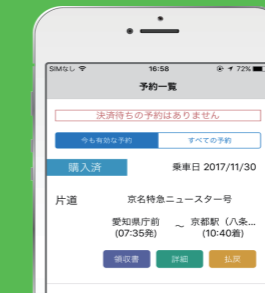 SIMなし 16:58 72%
予約一覧
決済待ちの予約はありません
今も有効な予約 すべての予約
購入済 乗車日 2017/11/30
片道 京名特急ニュースター号
愛知県庁前 ～ 京都駅（八条...
(07:35発) (10:40着)
領収書 詳細 払戻